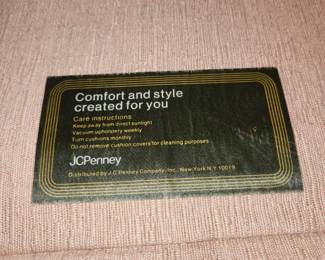 Comfort and style
created for you
Care instructions
Keep away from direct sunlight
Vacuum upholstery weekly
Turn cushions monthly
Do not remove cushion covers for cleaning purposes
JCPenney
Distributed by J.C. Penney Company, Inc. New York N.Y. 10019